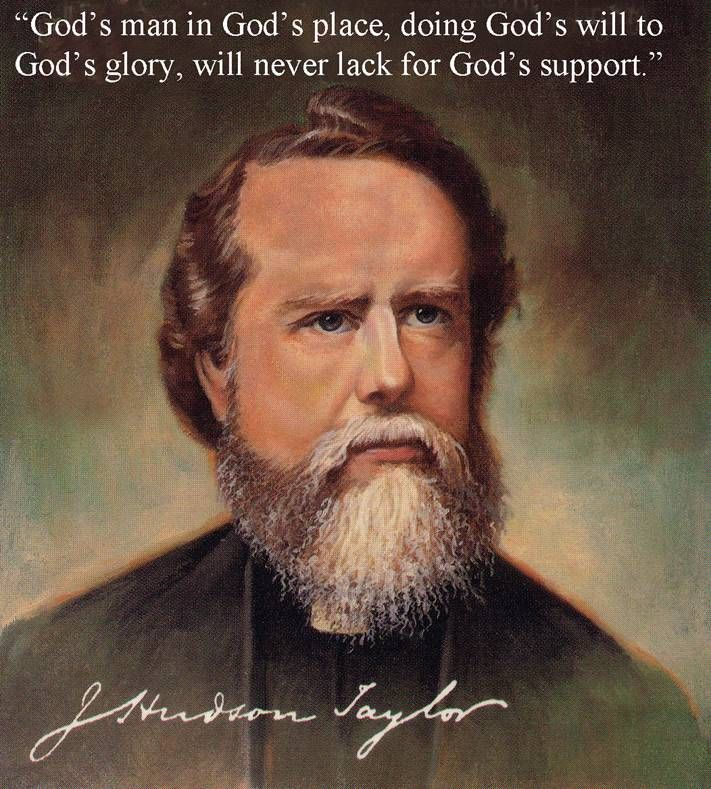 “God’s man in God’s place, doing God’s will to
God’s glory, will never lack for God’s support.”
J Hudson Taylor